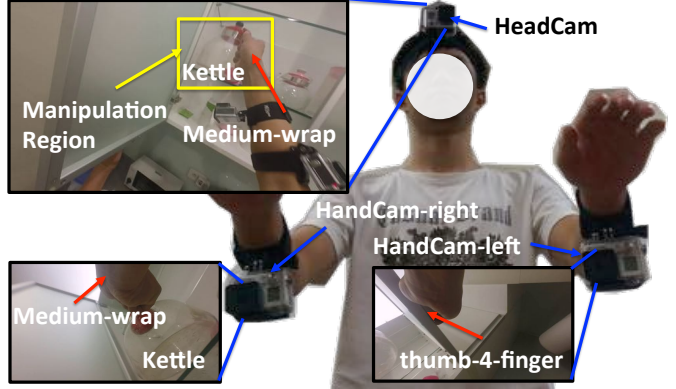 HeadCam
Kettle
Manipulation
Region
Medium-wrap
HandCam-right
HandCam-left
Medium-wrap
Kettle
thumb-4-finger